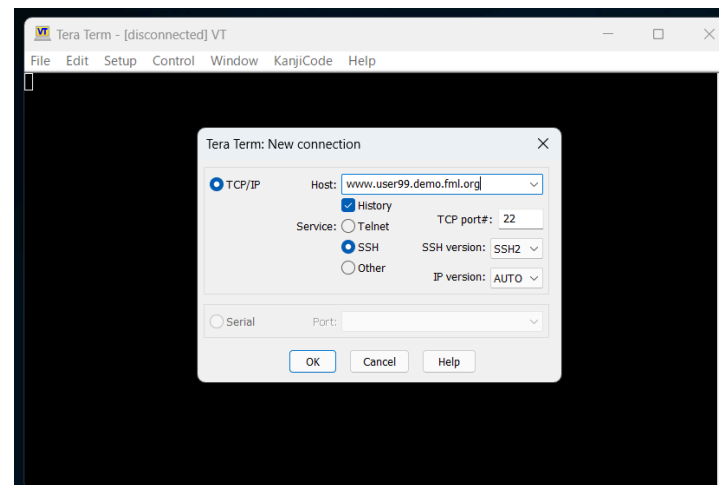 VT Tera Term - [disconnected] VT
File Edit Setup Control Window KanjiCode Help
Tera Term: New connection
TCP/IP Host: www.user99.demo.fml.org
History
Service: Telnet TCP port#: 22
SSH SSH version: SSH2
Other IP version: AUTO
Serial Port:
OK Cancel Help